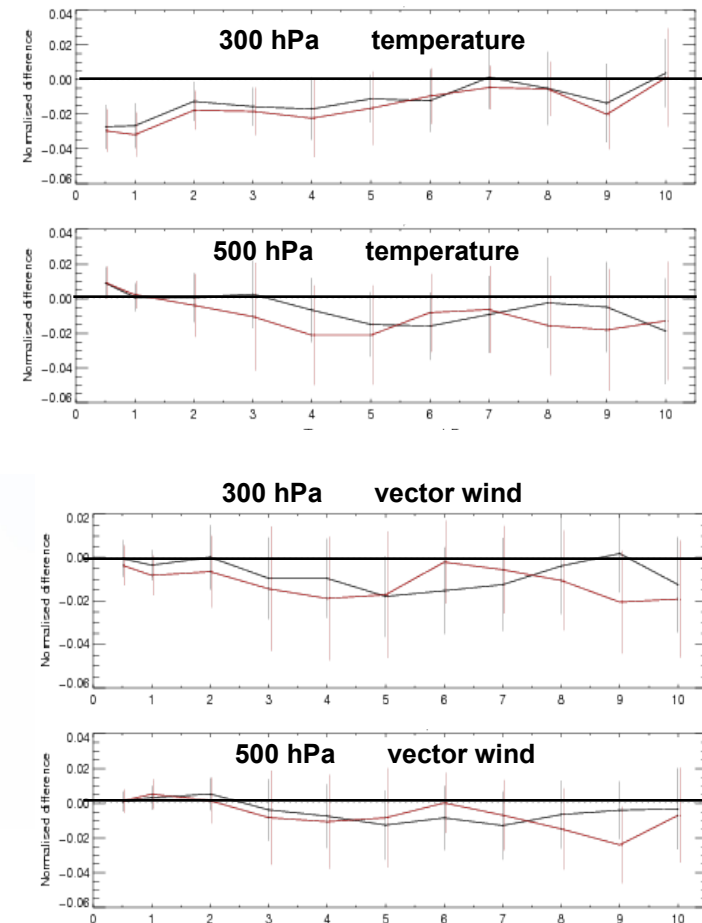 300 hPa temperature
Normalised difference
0.04
0.02
0.00
−0.02
−0.04
−0.06
0 1 2 3 4 5 6 7 8 9 10
500 hPa temperature
Normalised difference
0.04
0.02
0.00
−0.02
−0.04
−0.06
0 1 2 3 4 5 6 7 8 9 10
300 hPa vector wind
Normalised difference
0.02
0.00
−0.02
−0.04
−0.06
0 1 2 3 4 5 6 7 8 9 10
500 hPa vector wind
Normalised difference
0.04
0.02
0.00
−0.02
−0.04
−0.06
0 1 2 3 4 5 6 7 8 9 10